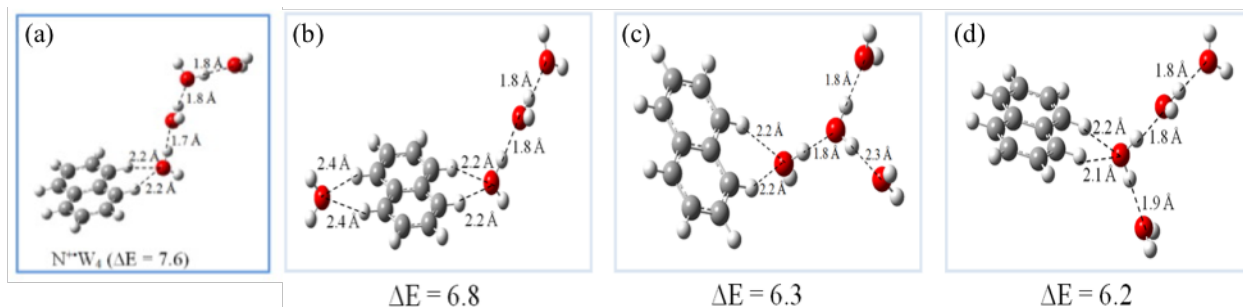 (a)
1.8 Å
1.8 Å
1.7 Å
2.2 Å
2.2 Å
N⁺•W₄ (ΔE = 7.6)
(b)
1.8 Å
1.8 Å
2.4 Å
2.2 Å
2.4 Å
2.2 Å
ΔE = 6.8
(c)
1.8 Å
2.2 Å
1.8 Å
2.3 Å
2.2 Å
ΔE = 6.3
(d)
1.8 Å
2.2 Å
1.8 Å
2.1 Å
1.9 Å
ΔE = 6.2